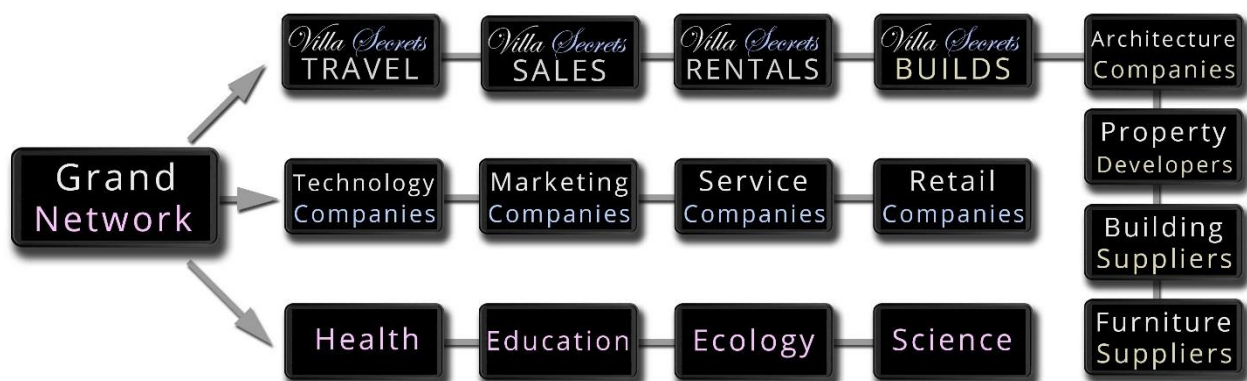 Villa Secrets
TRAVEL
Villa Secrets
SALES
Villa Secrets
RENTALS
Villa Secrets
BUILDS
Architecture
Companies
Property
Developers
Grand
Network
Technology
Companies
Marketing
Companies
Service
Companies
Retail
Companies
Building
Suppliers
Health
Education
Ecology
Science
Furniture
Suppliers